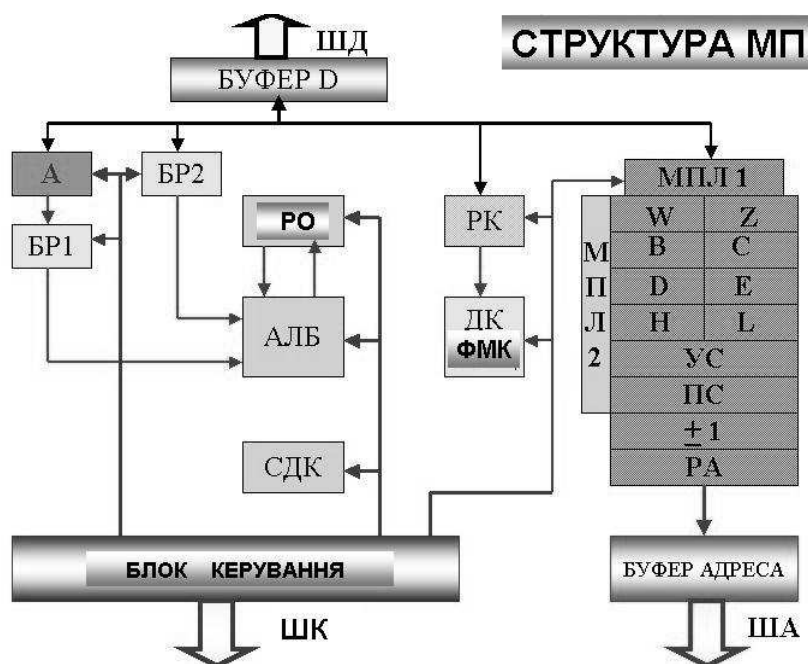 ШД
СТРУКТУРА МП
БУФЕР D
А
БР2
БР1
РО
АЛБ
СДК
РК
ДК
ФМК
МПЛ 1
МПЛ2
W Z
B C
D E
H L
УС
ПС
± 1
РА
БЛОК КЕРУВАННЯ
БУФЕР АДРЕСА
ШК
ША